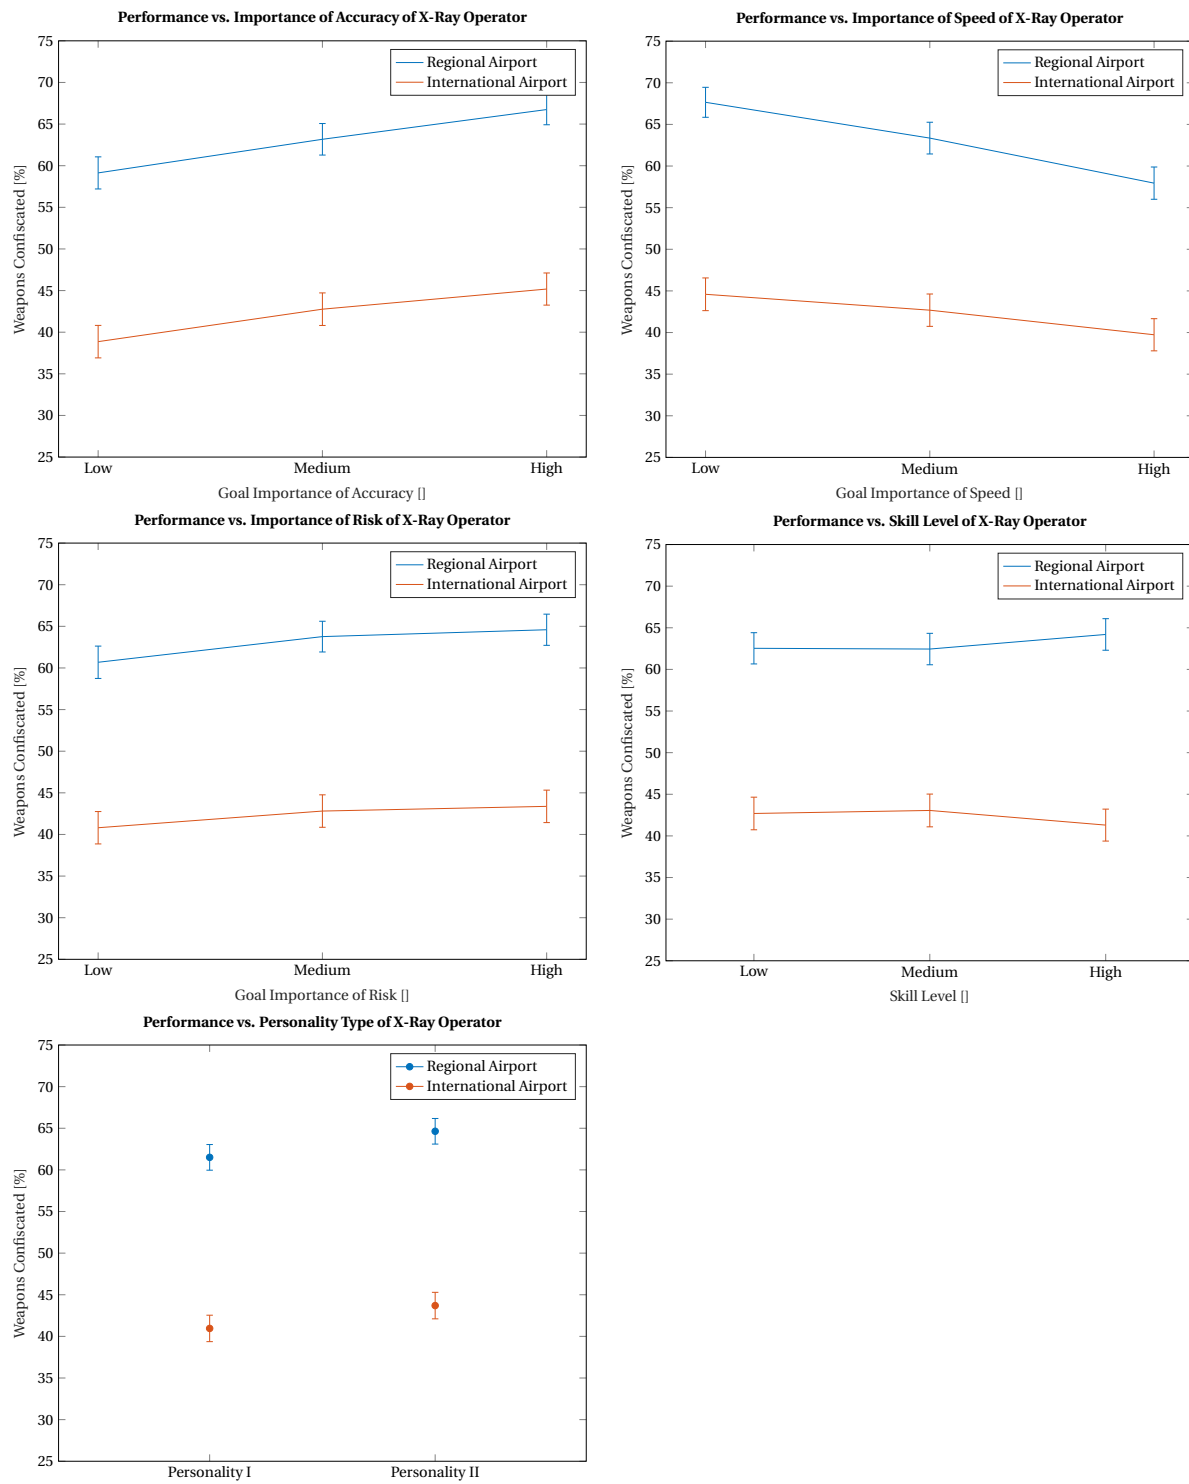 Performance vs. Importance of Accuracy of X-Ray Operator
75
70
65
60
55
50
45
40
35
30
25
Weapons Confiscated [%]
Regional Airport
International Airport
Low Medium High
Goal Importance of Accuracy []
Performance vs. Importance of Speed of X-Ray Operator
75
70
65
60
55
50
45
40
35
30
25
Weapons Confiscated [%]
Regional Airport
International Airport
Low Medium High
Goal Importance of Speed []
Performance vs. Importance of Risk of X-Ray Operator
75
70
65
60
55
50
45
40
35
30
25
Weapons Confiscated [%]
Regional Airport
International Airport
Low Medium High
Goal Importance of Risk []
Performance vs. Skill Level of X-Ray Operator
75
70
65
60
55
50
45
40
35
30
25
Weapons Confiscated [%]
Regional Airport
International Airport
Low Medium High
Skill Level []
Performance vs. Personality Type of X-Ray Operator
75
70
65
60
55
50
45
40
35
30
25
Weapons Confiscated [%]
Regional Airport
International Airport
Personality I Personality II